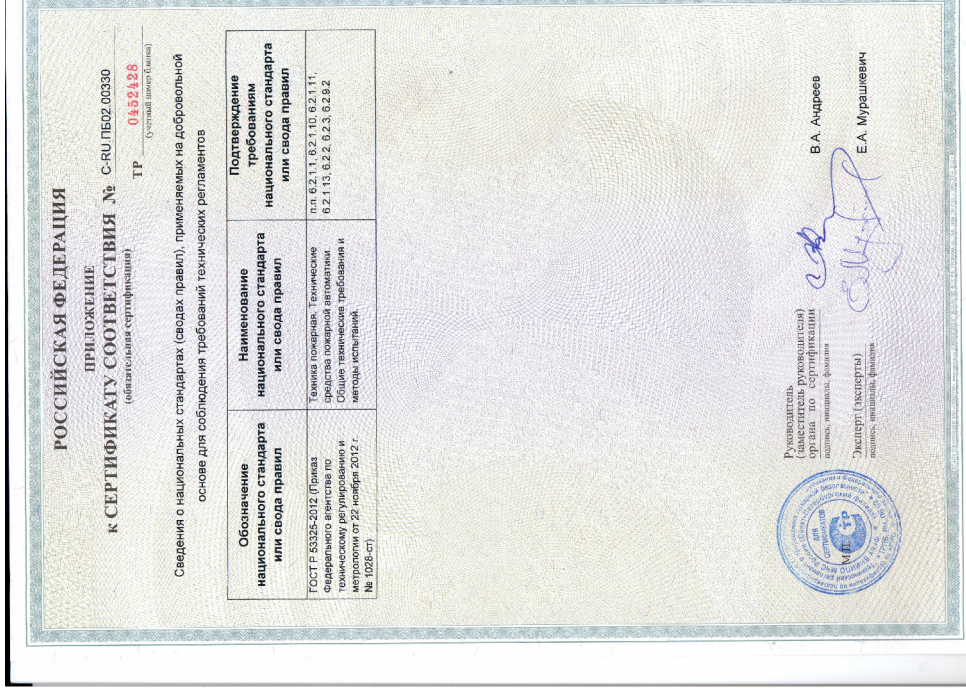 РОССИЙСКАЯ ФЕДЕРАЦИЯ
ПРИЛОЖЕНИЕ
к СЕРТИФИКАТУ СООТВЕТСТВИЯ № C-RU.ПБ02.00330
(обязательная сертификация)
ТР 0452428
(учетный номер бланка)
Сведения о национальных стандартах (сводах правил), применяемых на добровольной
основе для соблюдения требований технических регламентов
Обозначение
национального стандарта
или свода правил
Наименование
национального стандарта
или свода правил
Подтверждение
требованиям
национального стандарта
или свода правил
ГОСТ Р 53325-2012 (Приказ
Федерального агентства по
техническому регулированию и
метрологии от 22 ноября 2012 г.
№ 1028-ст)
Техника пожарная. Технические
средства пожарной автоматики.
Общие технические требования и
методы испытаний.
п.п. 6.2.1.1, 6.2.1.10, 6.2.1.11,
6.2.1.13, 6.2.2, 6.2.3, 6.2.9.2
Руководитель
(заместитель руководителя)
органа по сертификации
подпись, инициалы, фамилия
В.А. Андреев
Эксперт (эксперты)
подпись, инициалы, фамилия
Е.А. Мурашкевич
М.П.
ДЛЯ
СЕРТИФИКАТОВ